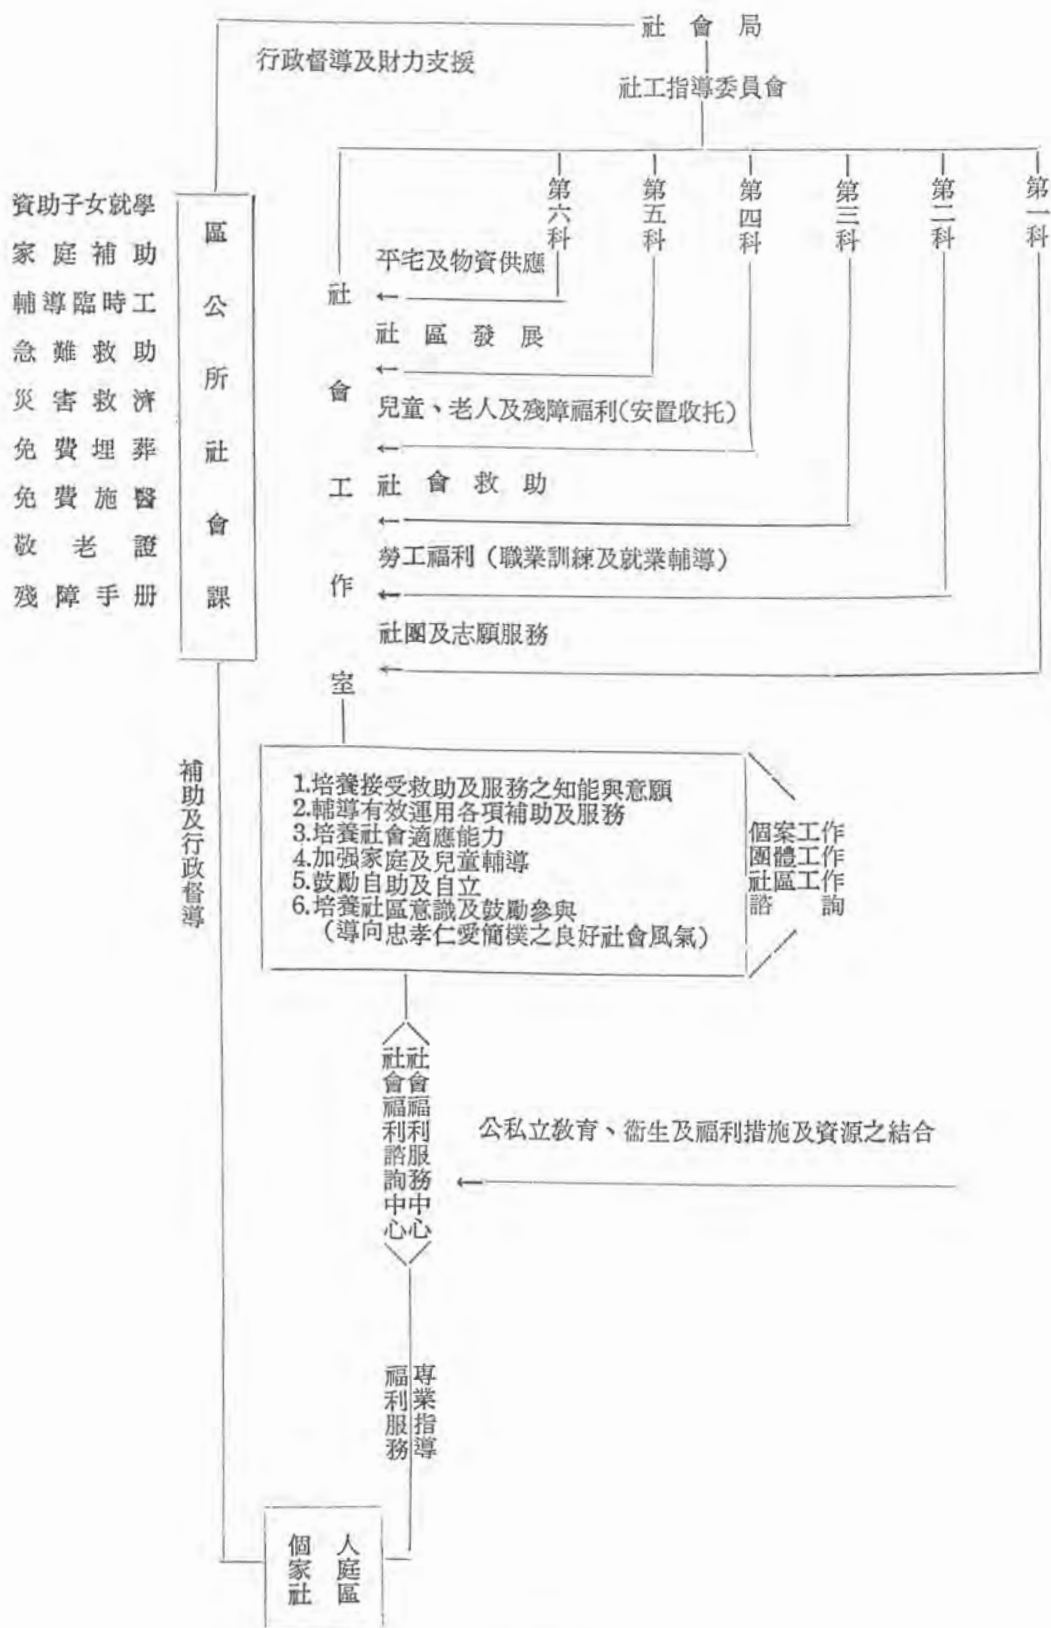 社會局
行政督導及財力支援
社工指導委員會
第六科
第五科
第四科
第三科
第二科
第一科
資助子女就學
家庭補助
輔導臨時工
急難救助
災害救濟
免費埋葬
免費施醫
敬老證
殘障手册
區公所社會課
社會工作室
平宅及物資供應
社區發展
兒童、老人及殘障福利(安置收托)
社會救助
勞工福利(職業訓練及就業輔導)
社團及志願服務
補助及行政督導
1.培養接受救助及服務之知能與意願
2.輔導有效運用各項補助及服務
3.培養社會適應能力
4.加强家庭及兒童輔導
5.鼓勵自助及自立
6.培養社區意識及鼓勵參與
(導向忠孝仁愛簡樸之良好社會風氣)
個案工作
團體工作
社區工作
諮詢
社會福利服務中心
社會福利諮詢中心
公私立敎育、衞生及福利措施及資源之結合
專業指導
福利服務
個人
家庭
社區